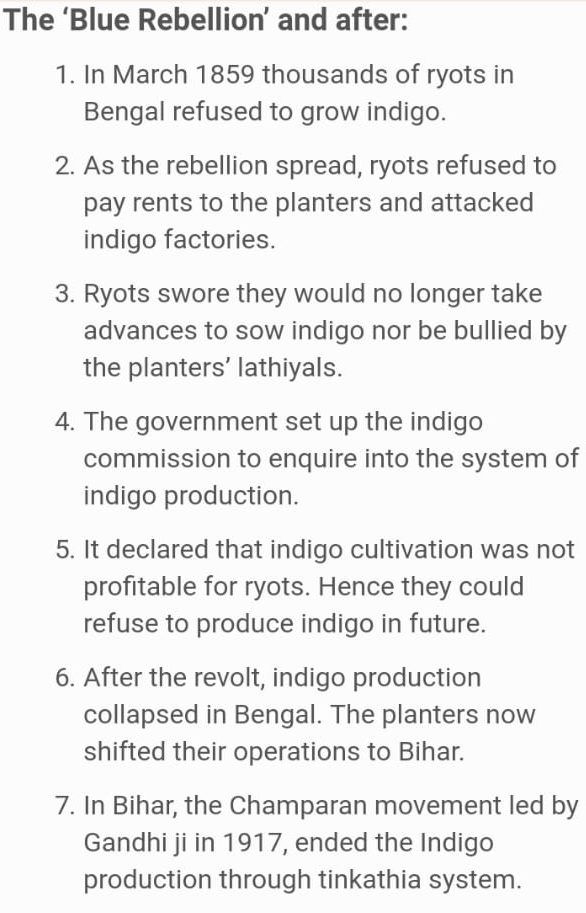 The ‘Blue Rebellion’ and after:
1. In March 1859 thousands of ryots in
Bengal refused to grow indigo.
2. As the rebellion spread, ryots refused to
pay rents to the planters and attacked
indigo factories.
3. Ryots swore they would no longer take
advances to sow indigo nor be bullied by
the planters’ lathiyals.
4. The government set up the indigo
commission to enquire into the system of
indigo production.
5. It declared that indigo cultivation was not
profitable for ryots. Hence they could
refuse to produce indigo in future.
6. After the revolt, indigo production
collapsed in Bengal. The planters now
shifted their operations to Bihar.
7. In Bihar, the Champaran movement led by
Gandhi ji in 1917, ended the Indigo
production through tinkathia system.